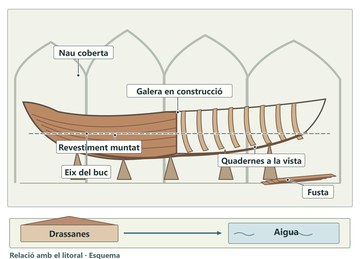 Nau coberta
Galera en construcció
Revestiment muntat
Quadernes a la vista
Eix del buc
Fusta
Drassanes
Aigua
Relació amb el litoral · Esquema